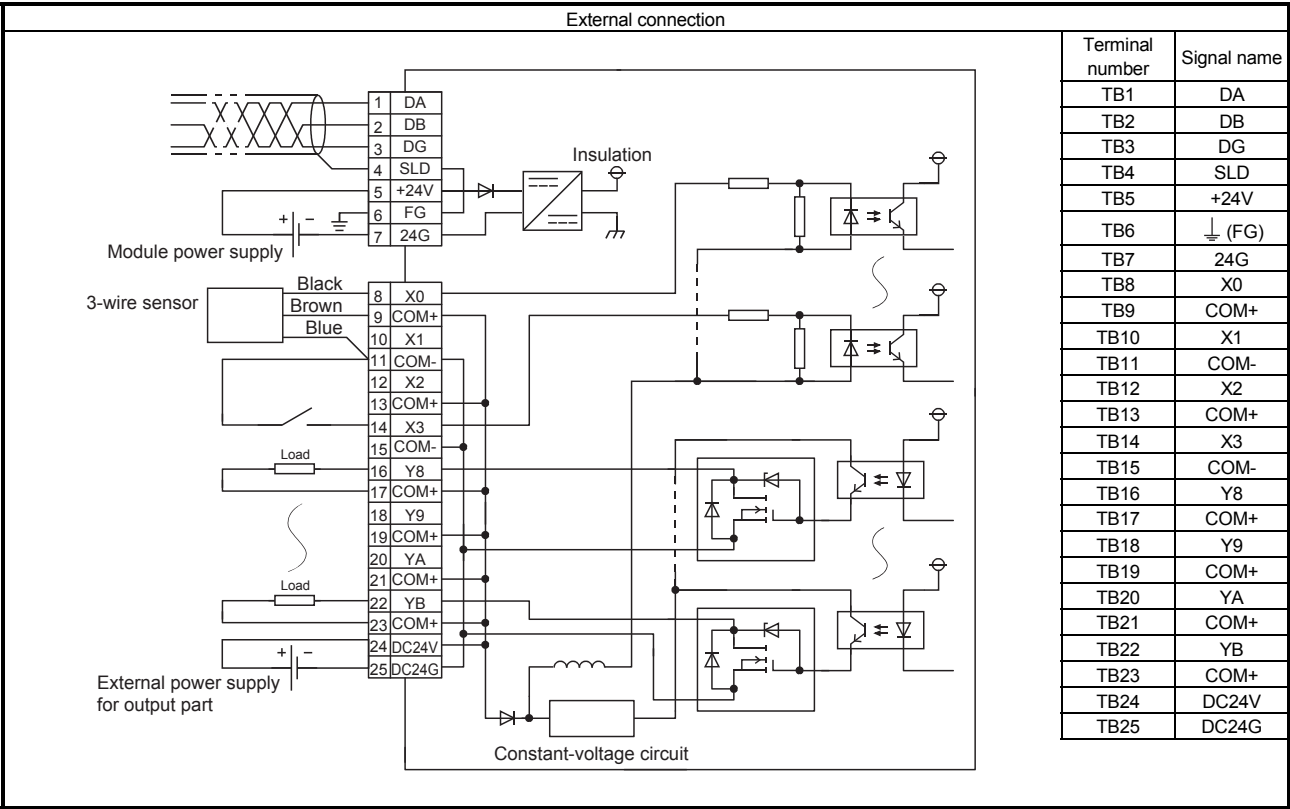 External connection
1 DA
2 DB
3 DG
4 SLD
5 +24V
6 FG
7 24G
Insulation
+ −
Module power supply
3-wire sensor
Black
Brown
Blue
8 X0
9 COM+
10 X1
11 COM-
12 X2
13 COM+
14 X3
15 COM-
16 Y8
17 COM+
18 Y9
19 COM+
20 YA
21 COM+
22 YB
23 COM+
24 DC24V
25 DC24G
Load
Load
+ −
External power supply
for output part
Constant-voltage circuit
Terminal number Signal name
TB1 DA
TB2 DB
TB3 DG
TB4 SLD
TB5 +24V
TB6 (FG)
TB7 24G
TB8 X0
TB9 COM+
TB10 X1
TB11 COM-
TB12 X2
TB13 COM+
TB14 X3
TB15 COM-
TB16 Y8
TB17 COM+
TB18 Y9
TB19 COM+
TB20 YA
TB21 COM+
TB22 YB
TB23 COM+
TB24 DC24V
TB25 DC24G